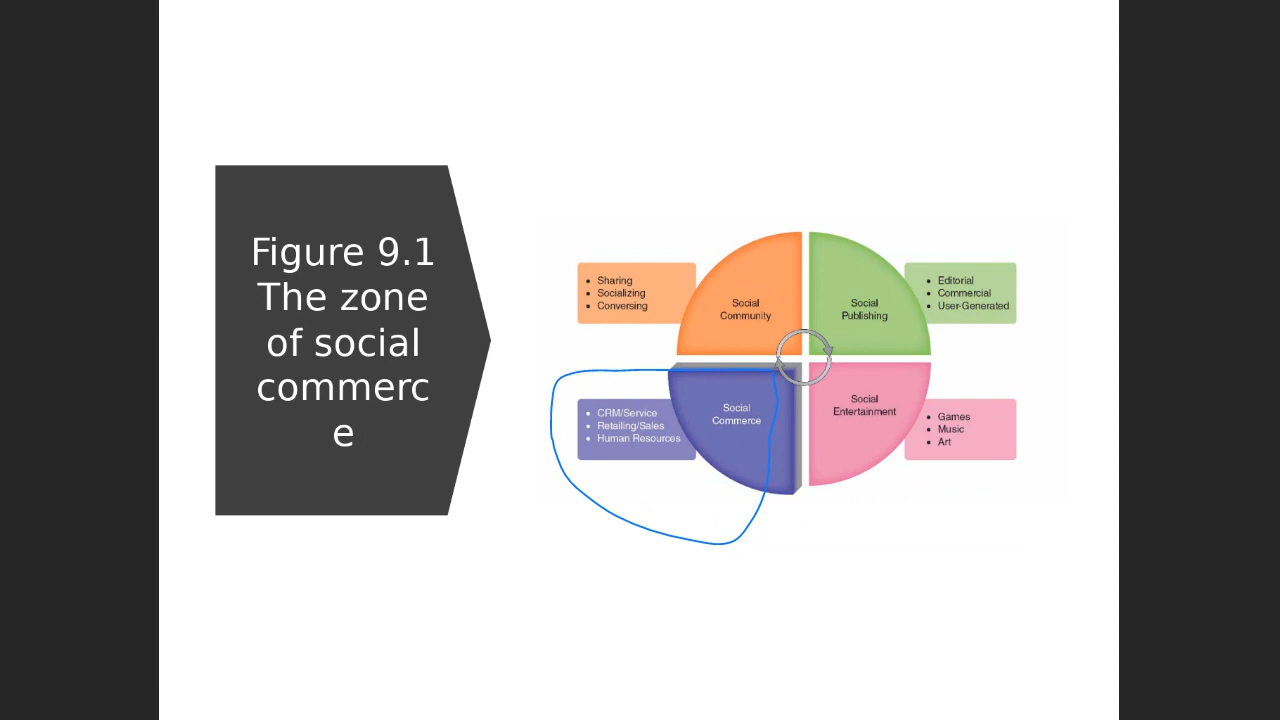 Figure 9.1
The zone
of social
commerc
e
• Sharing
• Socializing
• Conversing
Social
Community
Social
Publishing
• Editorial
• Commercial
• User-Generated
• CRM/Service
• Retailing/Sales
• Human Resources
Social
Commerce
Social
Entertainment
• Games
• Music
• Art